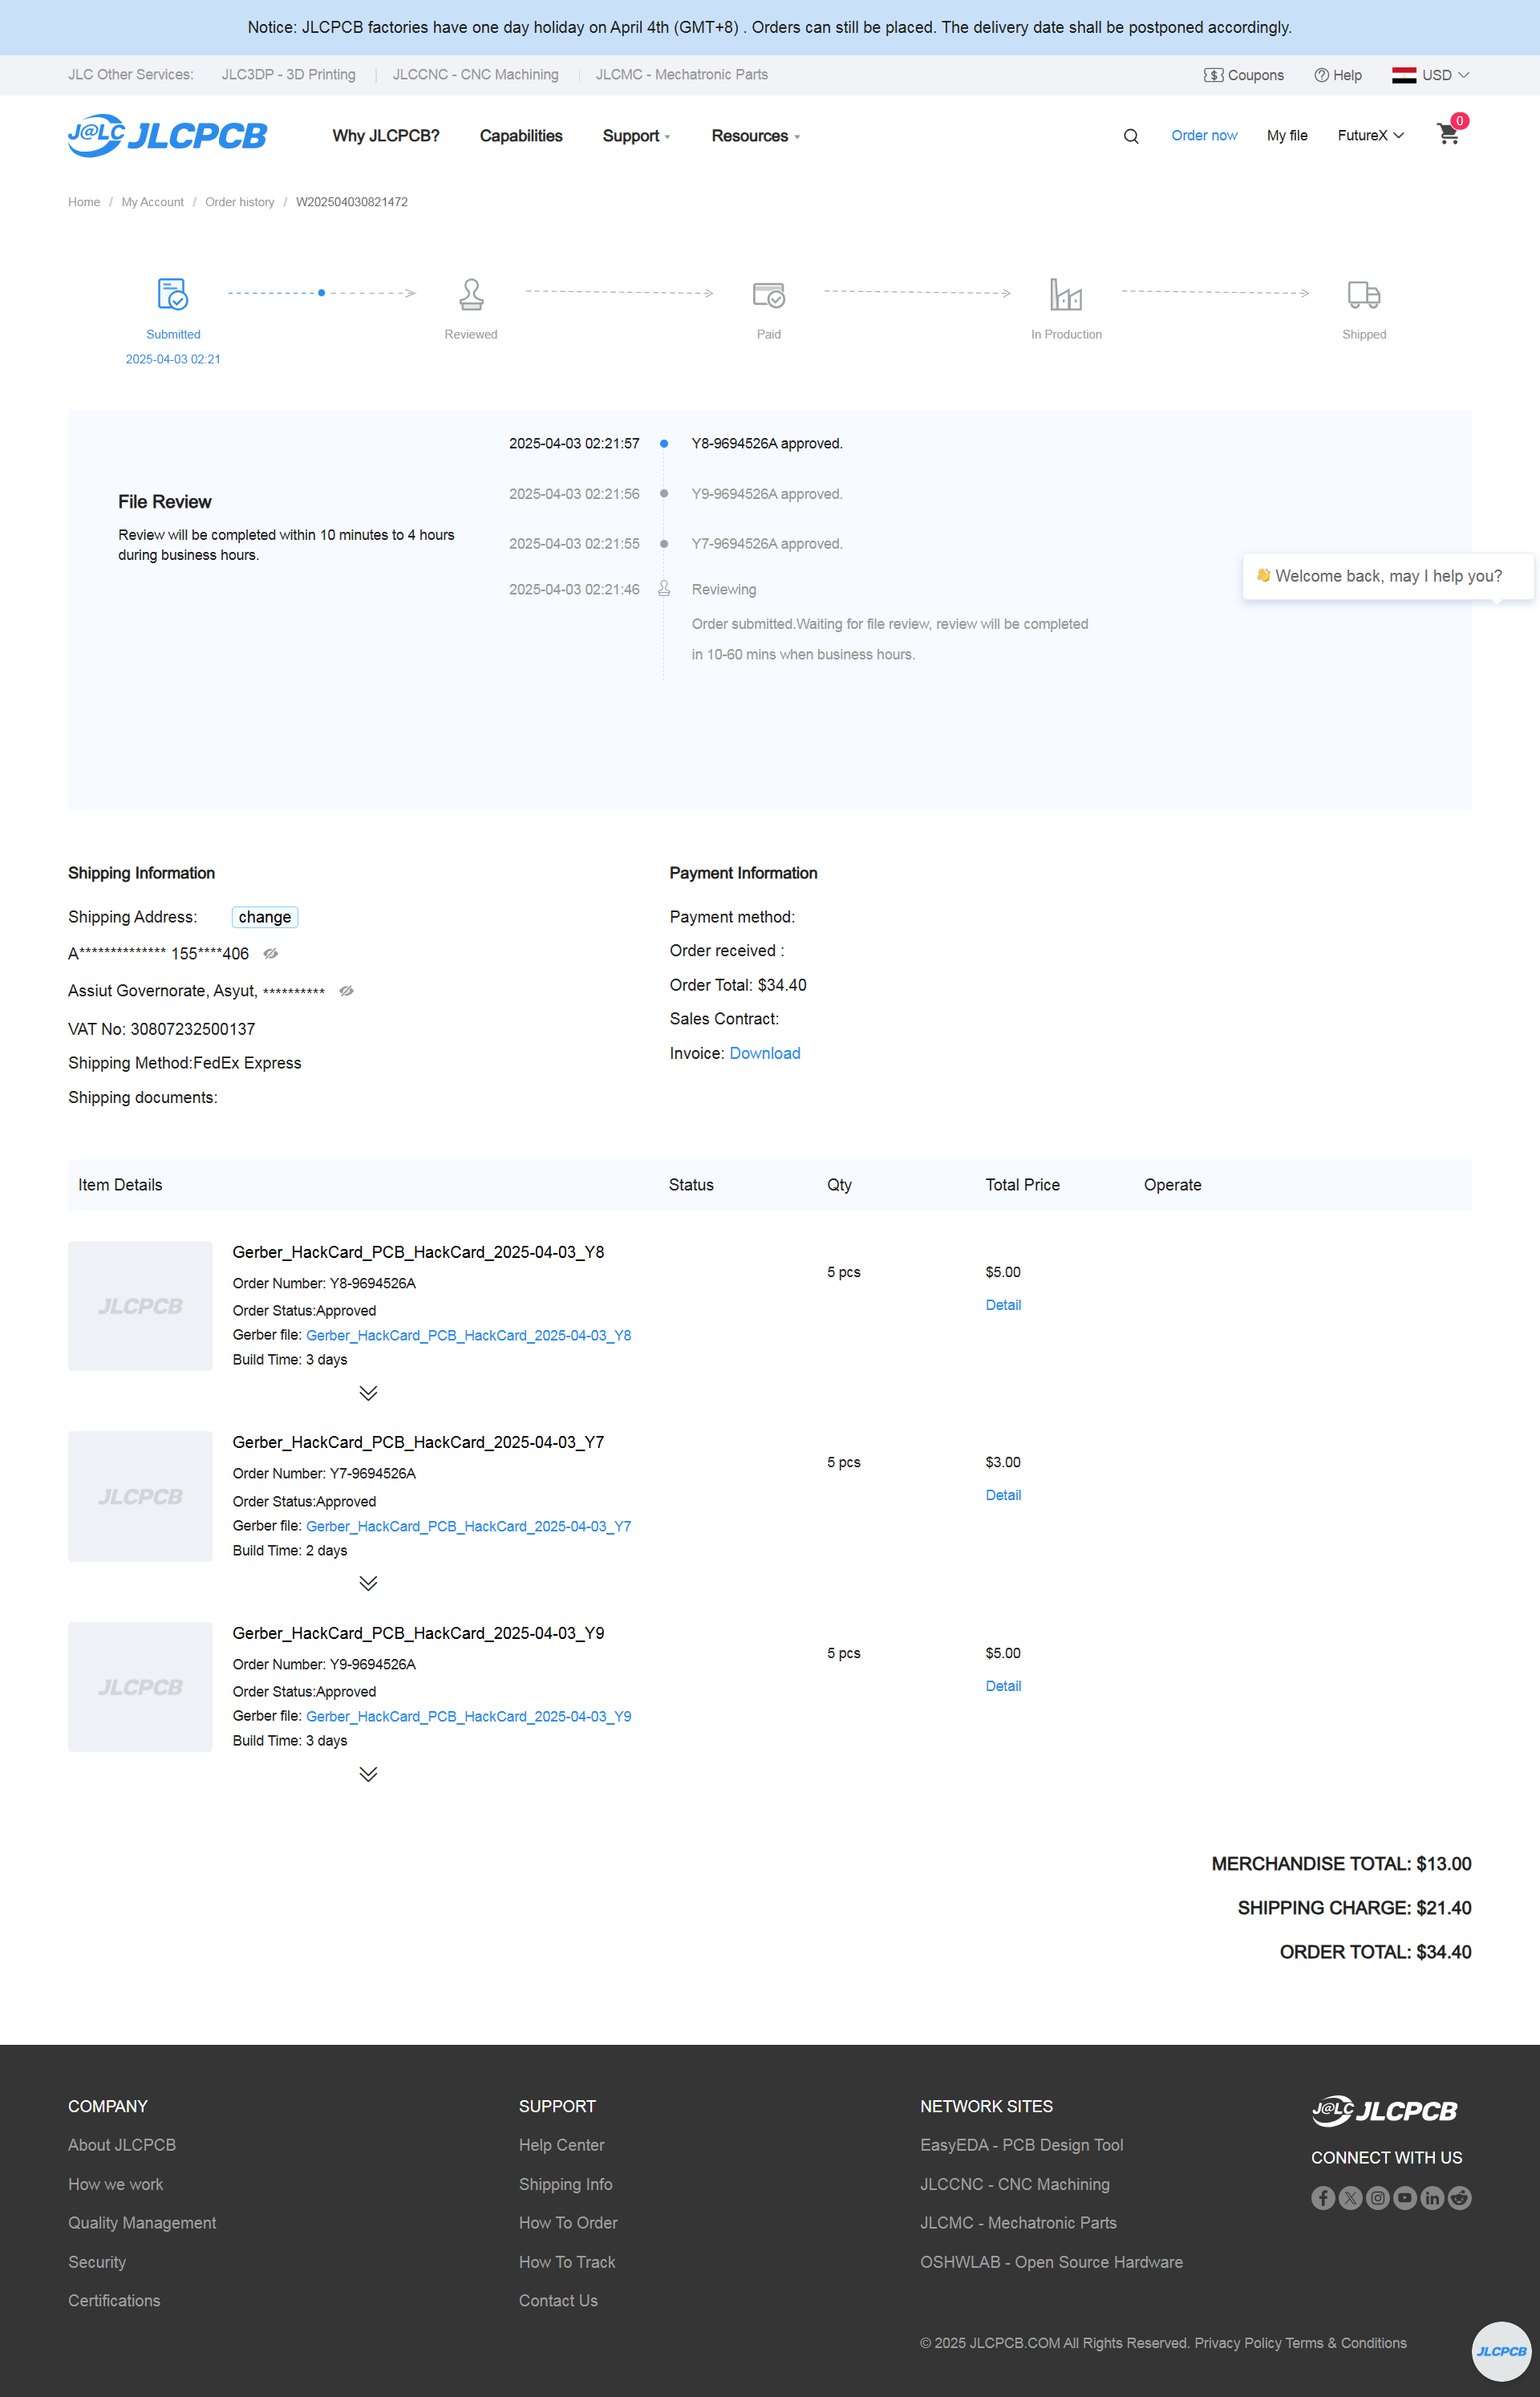 Notice: JLCPCB factories have one day holiday on April 4th (GMT+8) . Orders can still be placed. The delivery date shall be postponed accordingly.
JLC Other Services: JLC3DP - 3D Printing | JLCCNC - CNC Machining | JLCMC - Mechatronic Parts
Coupons Help USD
J@LC JLCPCB Why JLCPCB? Capabilities Support Resources Order now My file FutureX 0
Home / My Account / Order history / W202504030821472
Submitted Reviewed Paid In Production Shipped
2025-04-03 02:21
2025-04-03 02:21:57 Y8-9694526A approved.
2025-04-03 02:21:56 Y9-9694526A approved.
File Review
Review will be completed within 10 minutes to 4 hours
during business hours.
2025-04-03 02:21:55 Y7-9694526A approved.
👋 Welcome back, may I help you?
2025-04-03 02:21:46 Reviewing
Order submitted.Waiting for file review, review will be completed
in 10-60 mins when business hours.
Shipping Information
Shipping Address: change
A************** 155****406
Assiut Governorate, Asyut, **********
VAT No: 30807232500137
Shipping Method:FedEx Express
Shipping documents:
Payment Information
Payment method:
Order received :
Order Total: $34.40
Sales Contract:
Invoice: Download
Item Details Status Qty Total Price Operate
JLCPCB
Gerber_HackCard_PCB_HackCard_2025-04-03_Y8
Order Number: Y8-9694526A
Order Status:Approved
Gerber file: Gerber_HackCard_PCB_HackCard_2025-04-03_Y8
Build Time: 3 days
5 pcs
$5.00
Detail
JLCPCB
Gerber_HackCard_PCB_HackCard_2025-04-03_Y7
Order Number: Y7-9694526A
Order Status:Approved
Gerber file: Gerber_HackCard_PCB_HackCard_2025-04-03_Y7
Build Time: 2 days
5 pcs
$3.00
Detail
JLCPCB
Gerber_HackCard_PCB_HackCard_2025-04-03_Y9
Order Number: Y9-9694526A
Order Status:Approved
Gerber file: Gerber_HackCard_PCB_HackCard_2025-04-03_Y9
Build Time: 3 days
5 pcs
$5.00
Detail
MERCHANDISE TOTAL: $13.00
SHIPPING CHARGE: $21.40
ORDER TOTAL: $34.40
COMPANY
About JLCPCB
How we work
Quality Management
Security
Certifications
SUPPORT
Help Center
Shipping Info
How To Order
How To Track
Contact Us
NETWORK SITES
EasyEDA - PCB Design Tool
JLCCNC - CNC Machining
JLCMC - Mechatronic Parts
OSHWLAB - Open Source Hardware
J@LC JLCPCB
CONNECT WITH US
© 2025 JLCPCB.COM All Rights Reserved. Privacy Policy Terms & Conditions
JLCPCB